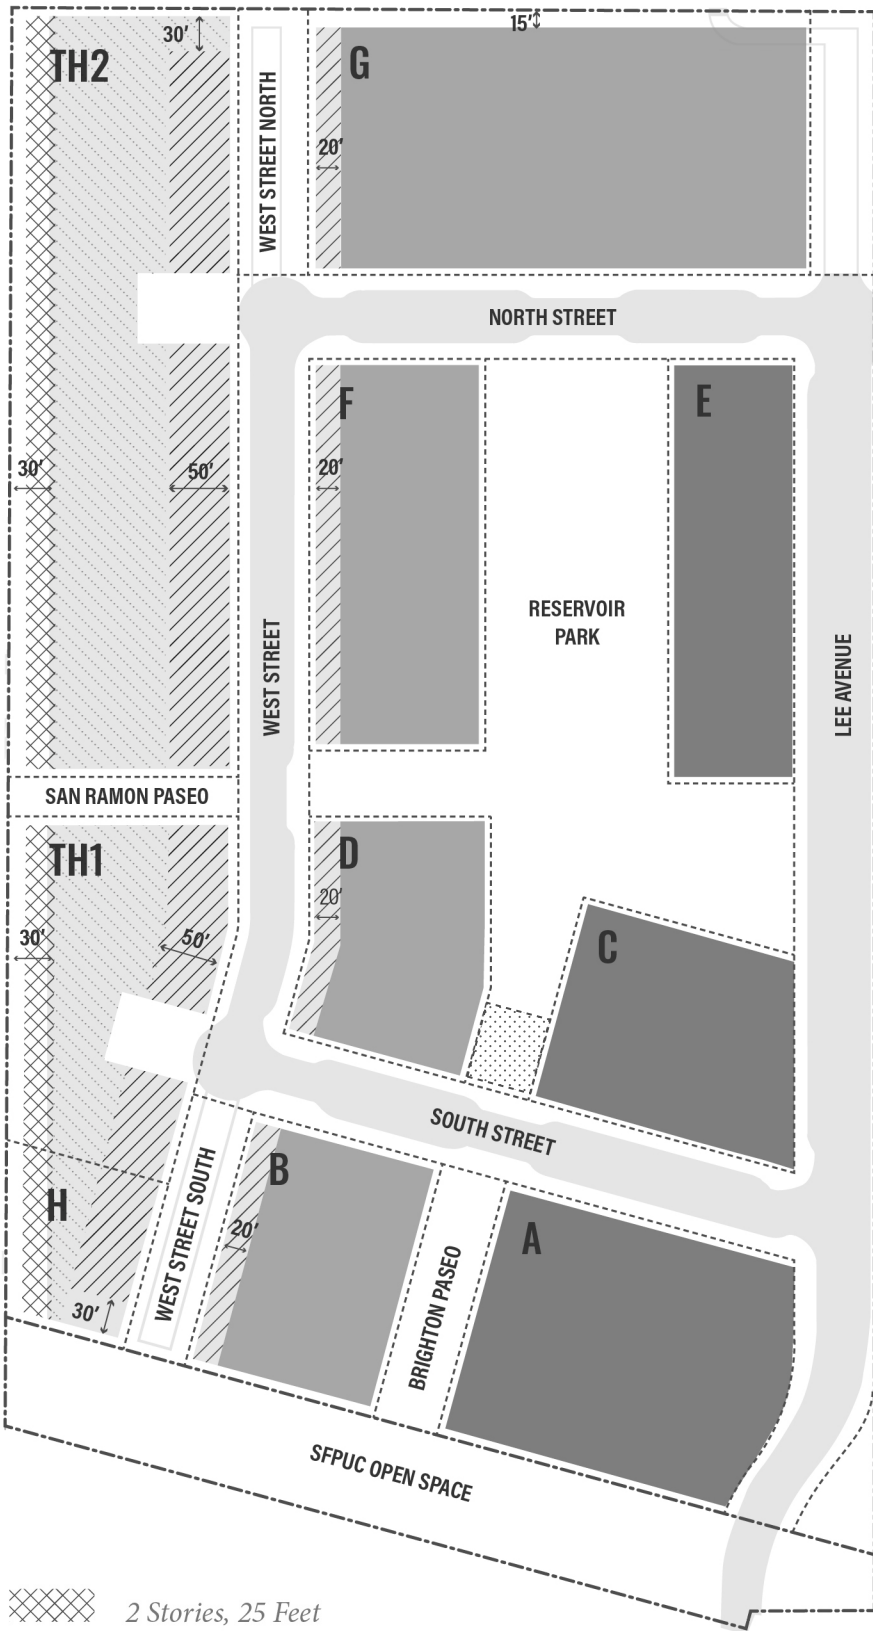 30′
15′
TH2
G
WEST STREET NORTH
20′
NORTH STREET
F
E
30′
50′
20′
RESERVOIR
PARK
WEST STREET
LEE AVENUE
SAN RAMON PASEO
TH1
D
20′
30′
50′
C
SOUTH STREET
B
H
WEST STREET SOUTH
20′
A
BRIGHTON PASEO
30′
SFPUC OPEN SPACE
2 Stories, 25 Feet